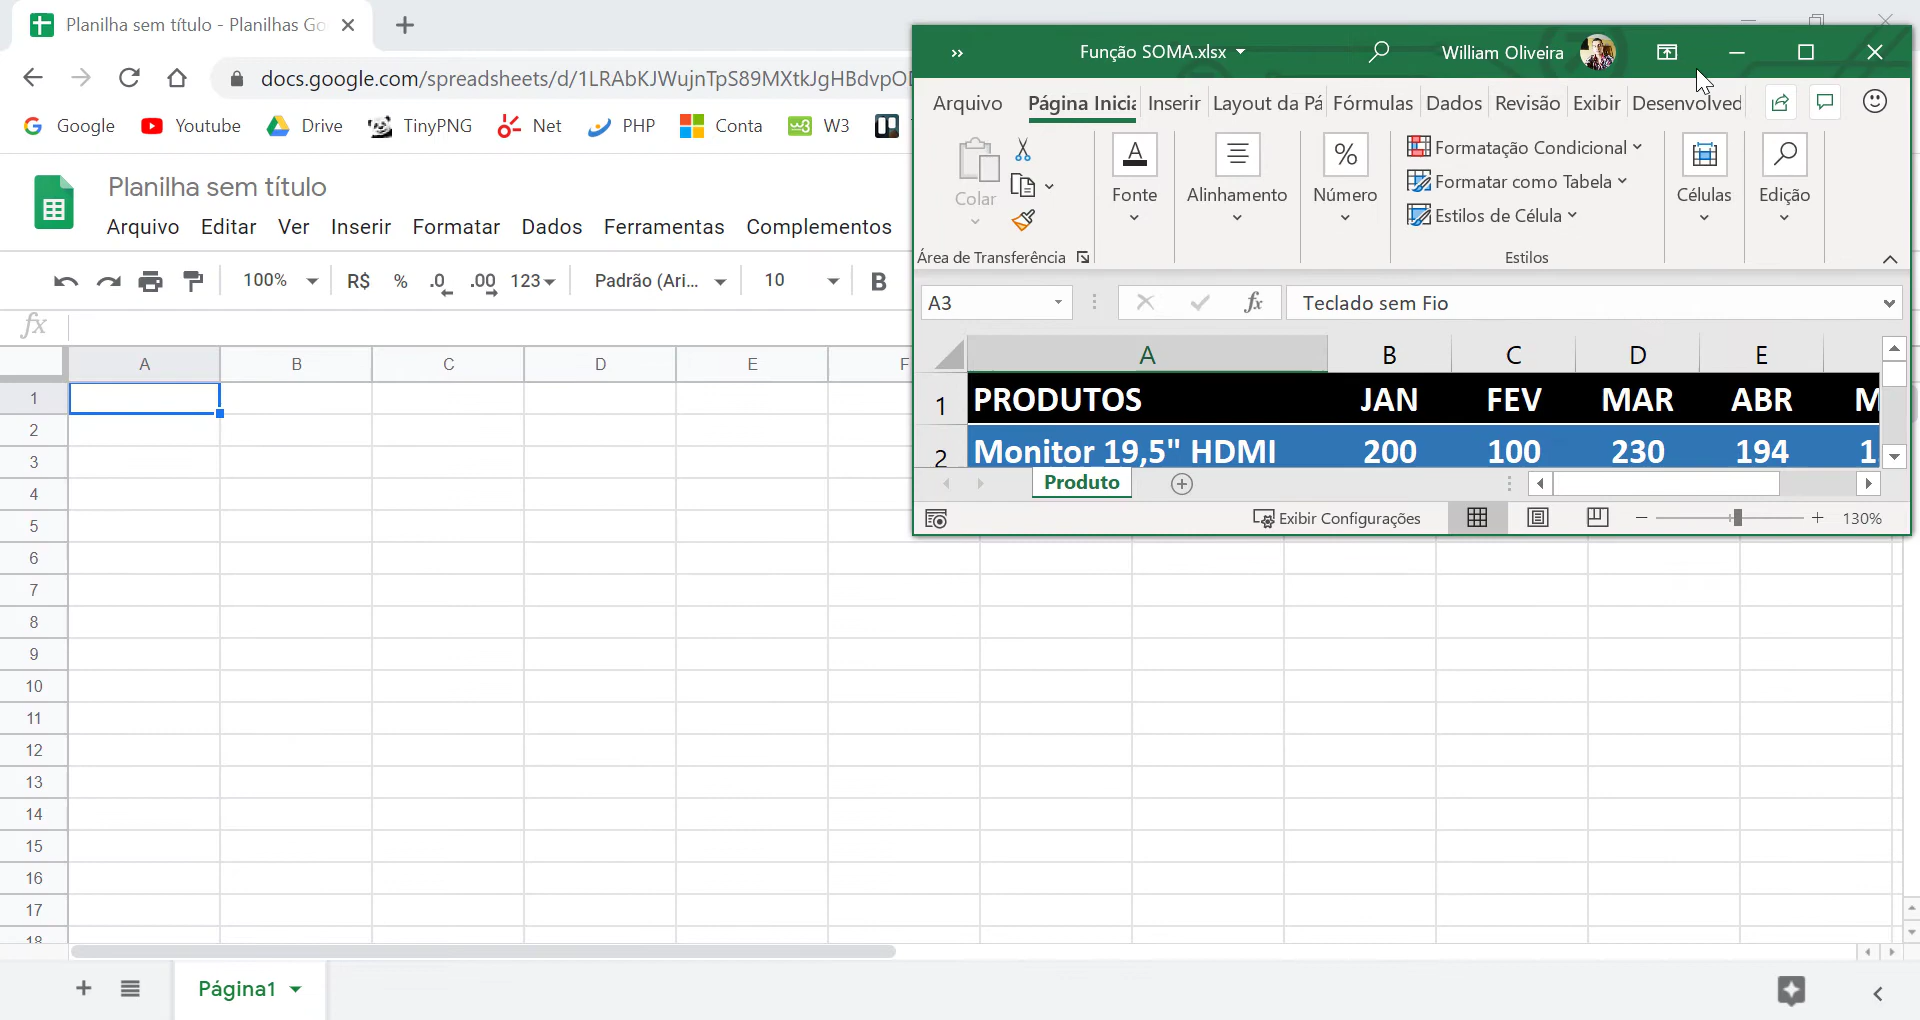 Planilha sem título - Planilhas Go
docs.google.com/spreadsheets/d/1LRAbKJWujnTpS89MXtkJgHBdvpOI
Google Youtube Drive TinyPNG Net PHP Conta W3
Planilha sem título
Arquivo Editar Ver Inserir Formatar Dados Ferramentas Complementos
100% R$ % .0 .00 123 Padrão (Ari... 10 B
fx
A B C D E F
1
2
3
4
5
6
7
8
9
10
11
12
13
14
15
16
17
18
Página1
» Função SOMA.xlsx William Oliveira
Arquivo Página Inicia Inserir Layout da Pá Fórmulas Dados Revisão Exibir Desenvolved
Colar
Fonte
Alinhamento
%
Número
Formatação Condicional
Formatar como Tabela
Estilos de Célula
Células
Edição
Área de Transferência Estilos
A3 fx Teclado sem Fio
A B C D E
1 PRODUTOS JAN FEV MAR ABR M
2 Monitor 19,5" HDMI 200 100 230 194 1
Produto
Exibir Configurações 130%